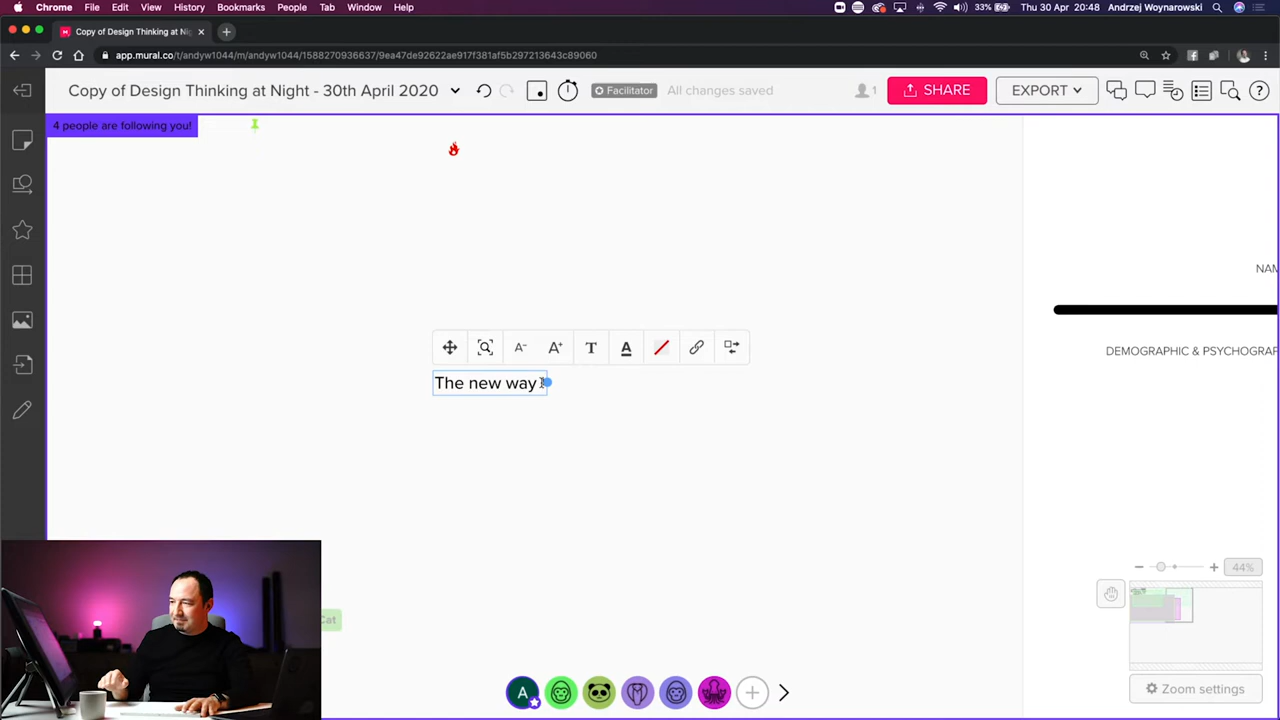 Chrome File Edit View History Bookmarks People Tab Window Help 33% Thu 30 Apr 20:48 Andrzej Woynarowski
Copy of Design Thinking at Nig
app.mural.co/t/andyw1044/m/andyw1044/1588270936637/9ea47de92622ae917f381af5b297213643c89060
Copy of Design Thinking at Night - 30th April 2020 Facilitator All changes saved 1 SHARE EXPORT
4 people are following you!
NAM
A- A+ T A
The new way
DEMOGRAPHIC & PSYCHOGRAP
44%
Cat
A
Zoom settings